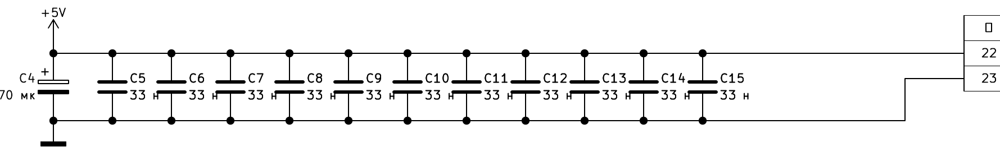 +5V
22
+
C4 C5 C6 C7 C8 C9 C10 C11 C12 C13 C14 C15 23
70 мк 33 н 33 н 33 н 33 н 33 н 33 н 33 н 33 н 33 н 33 н 33 н